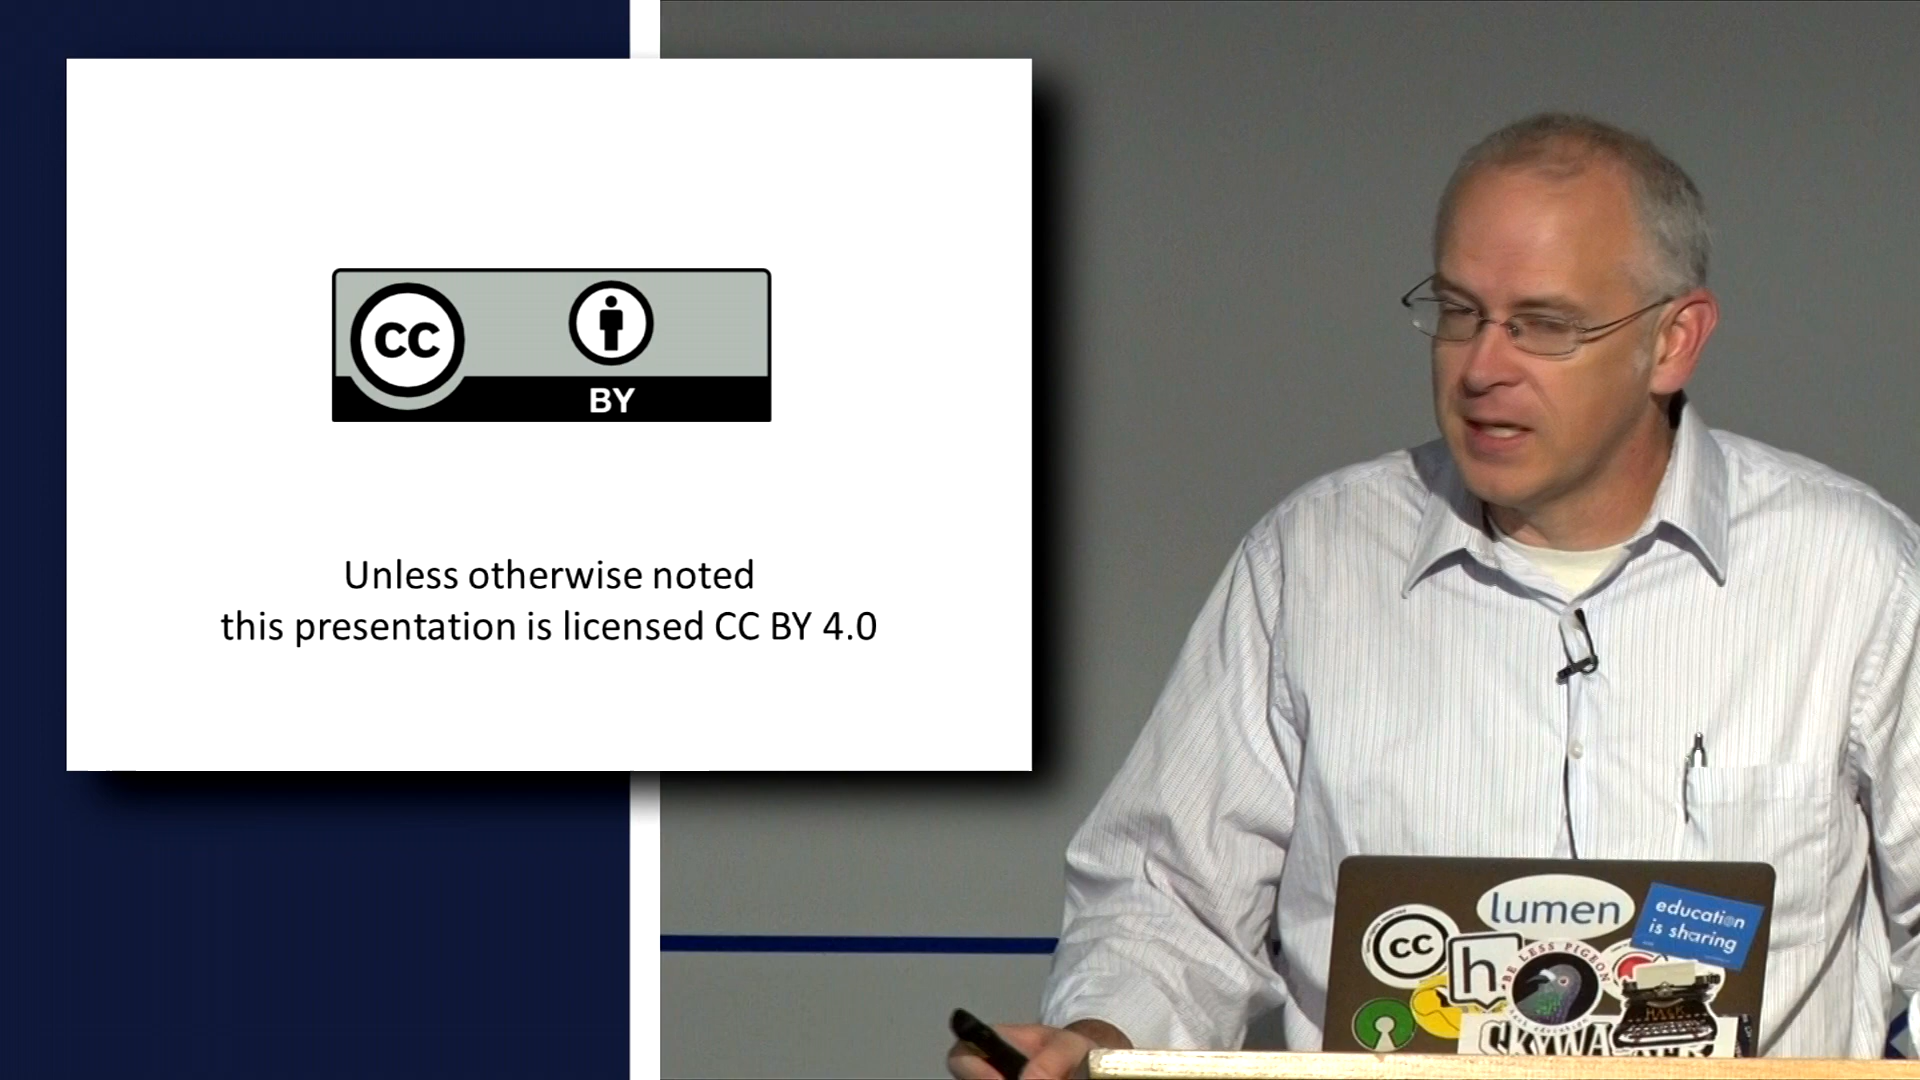 cc
BY
Unless otherwise noted
this presentation is licensed CC BY 4.0
lumen
education
is sharing
cc
h
BE LESS PIGEON
SKYWA